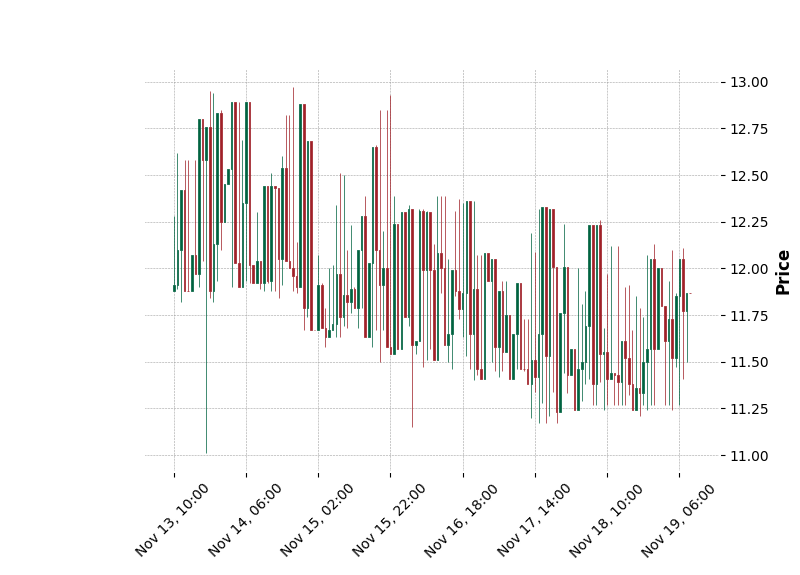 13.00
12.75
12.50
12.25
12.00
11.75
11.50
11.25
11.00
Price
Nov 13, 10:00
Nov 14, 06:00
Nov 15, 02:00
Nov 15, 22:00
Nov 16, 18:00
Nov 17, 14:00
Nov 18, 10:00
Nov 19, 06:00